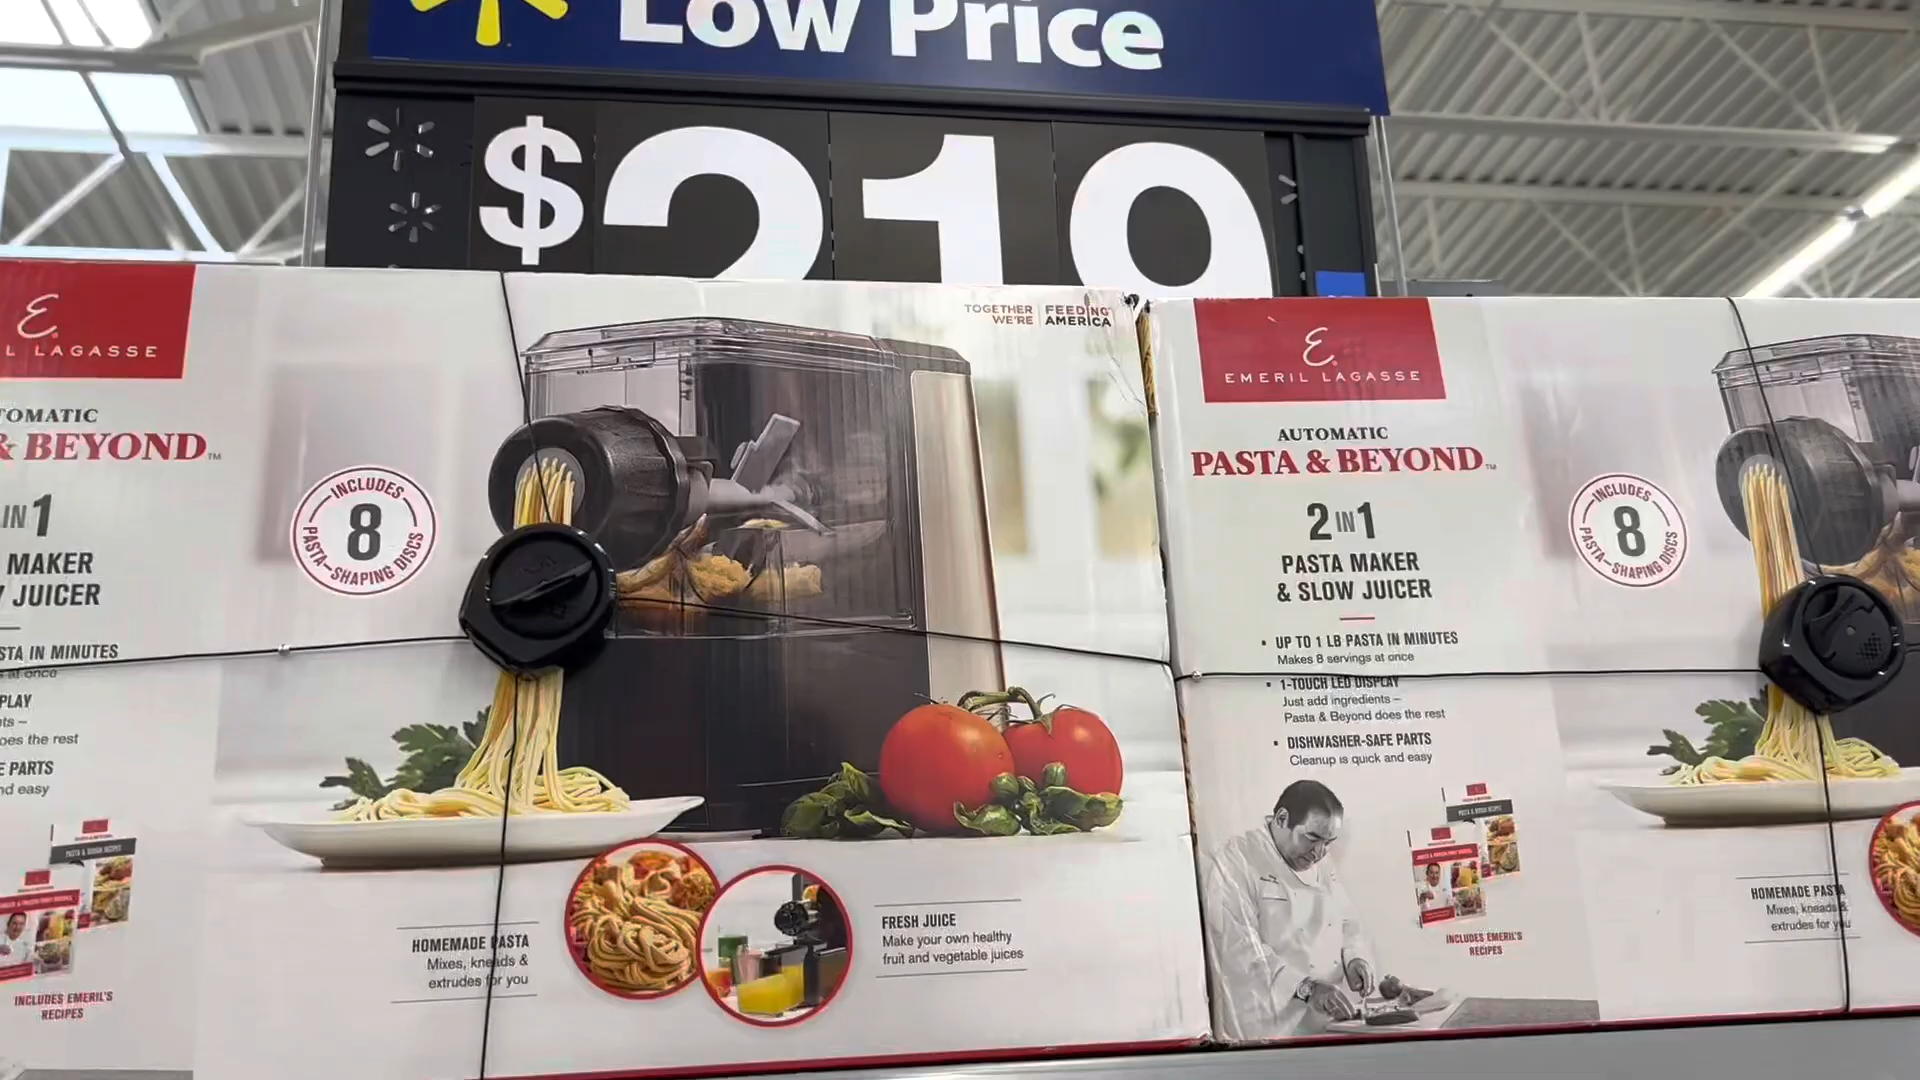 Low Price
$219
L LAGASSE
TOMATIC
& BEYOND™
IN 1
MAKER
JUICER
STA IN MINUTES
at once
PLAY
nts –
oes the rest
E PARTS
nd easy
INCLUDES EMERIL'S
RECIPES
INCLUDES
8
PASTA-SHAPING DISCS
TOGETHER WE'RE
FEEDING AMERICA
HOMEMADE PASTA
Mixes, kneads &
extrudes for you
FRESH JUICE
Make your own healthy
fruit and vegetable juices
E
EMERIL LAGASSE
AUTOMATIC
PASTA & BEYOND™
2 IN 1
PASTA MAKER
& SLOW JUICER
• UP TO 1 LB PASTA IN MINUTES
Makes 8 servings at once
• 1-TOUCH LED DISPLAY
Just add ingredients –
Pasta & Beyond does the rest
• DISHWASHER-SAFE PARTS
Cleanup is quick and easy
INCLUDES EMERIL'S
RECIPES
INCLUDES
8
PASTA-SHAPING DISCS
HOMEMADE PASTA
Mixes, kneads &
extrudes for you